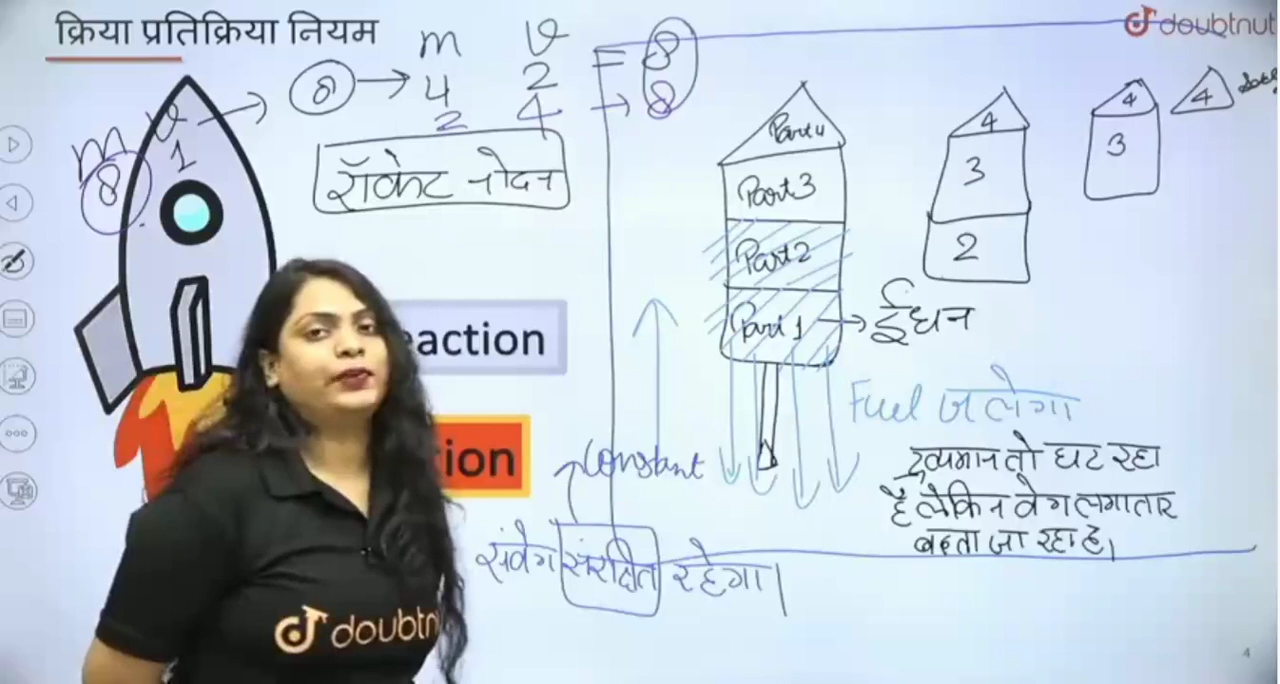 क्रिया प्रतिक्रिया नियम
doubtnut
m v
8 → 4 2 = 8
2 4 → 8
m v
8 1
रॉकेट नोदन
Part 4
Part 3
Part 2
Part 1 → ईंधन
4
3
2
4
3
4
eaction
tion
Fuel जलेगा
Constant
द्रव्यमान तो घट रहा
है लेकिन वेग लगातार
बढ़ता जा रहा है।
संवेग संरक्षित रहेगा।
doubtn
4